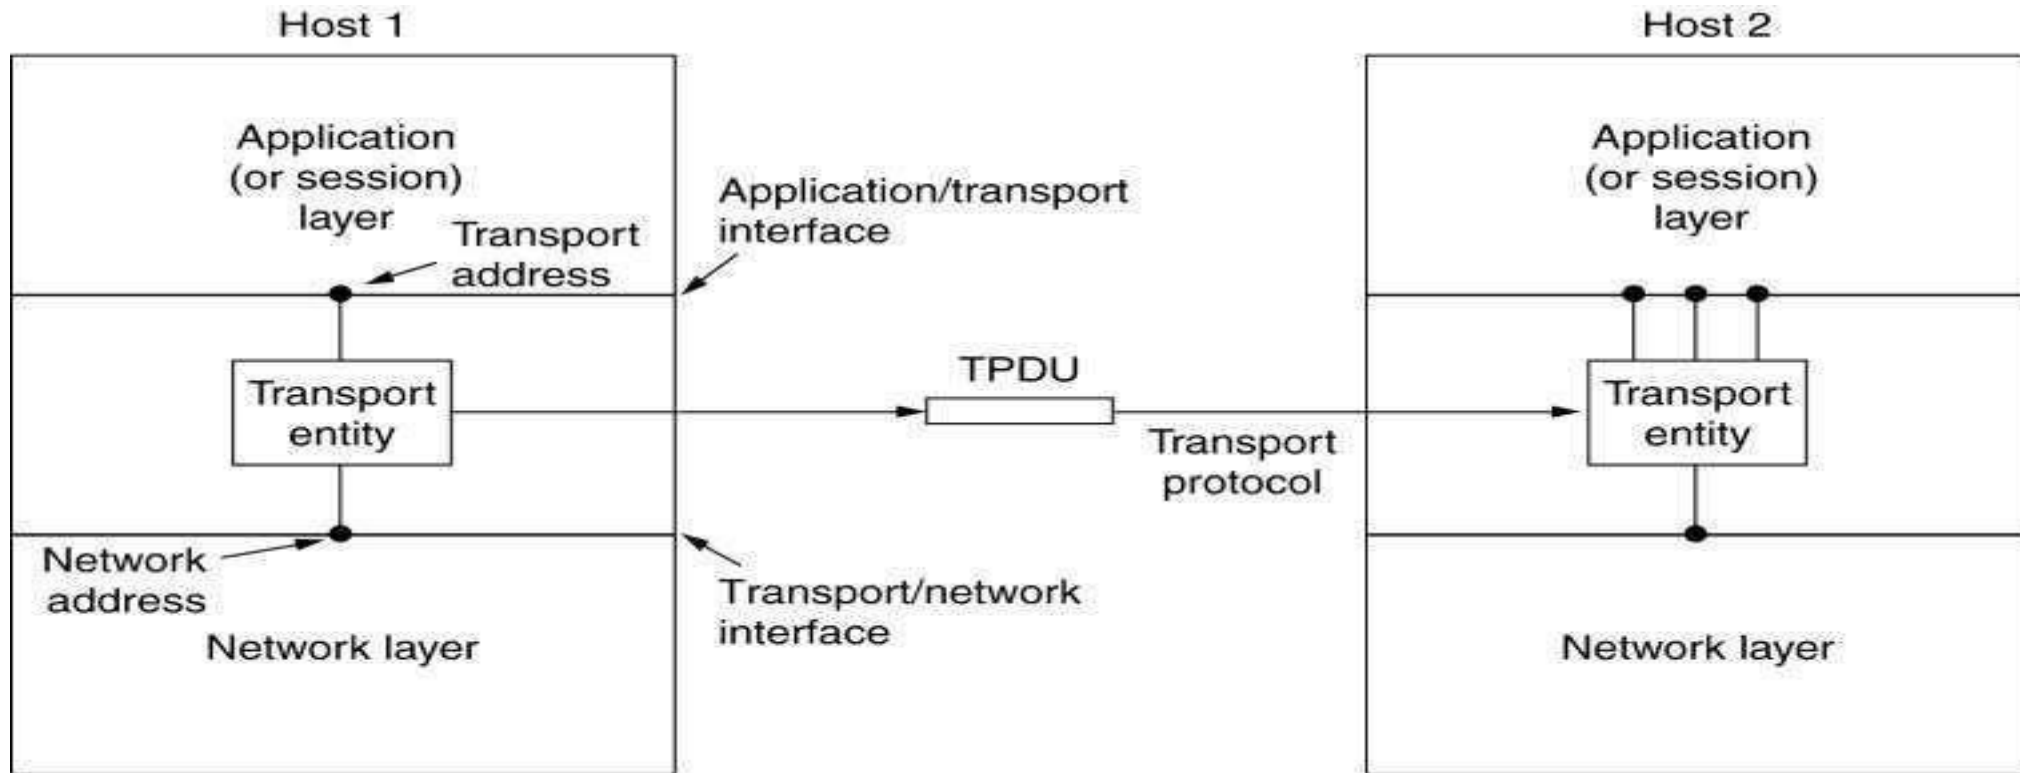 Host 1
Host 2
Application
(or session)
layer
Transport
address
Application/transport
interface
Application
(or session)
layer
Transport
entity
TPDU
Transport
protocol
Transport
entity
Network
address
Network layer
Transport/network
interface
Network layer